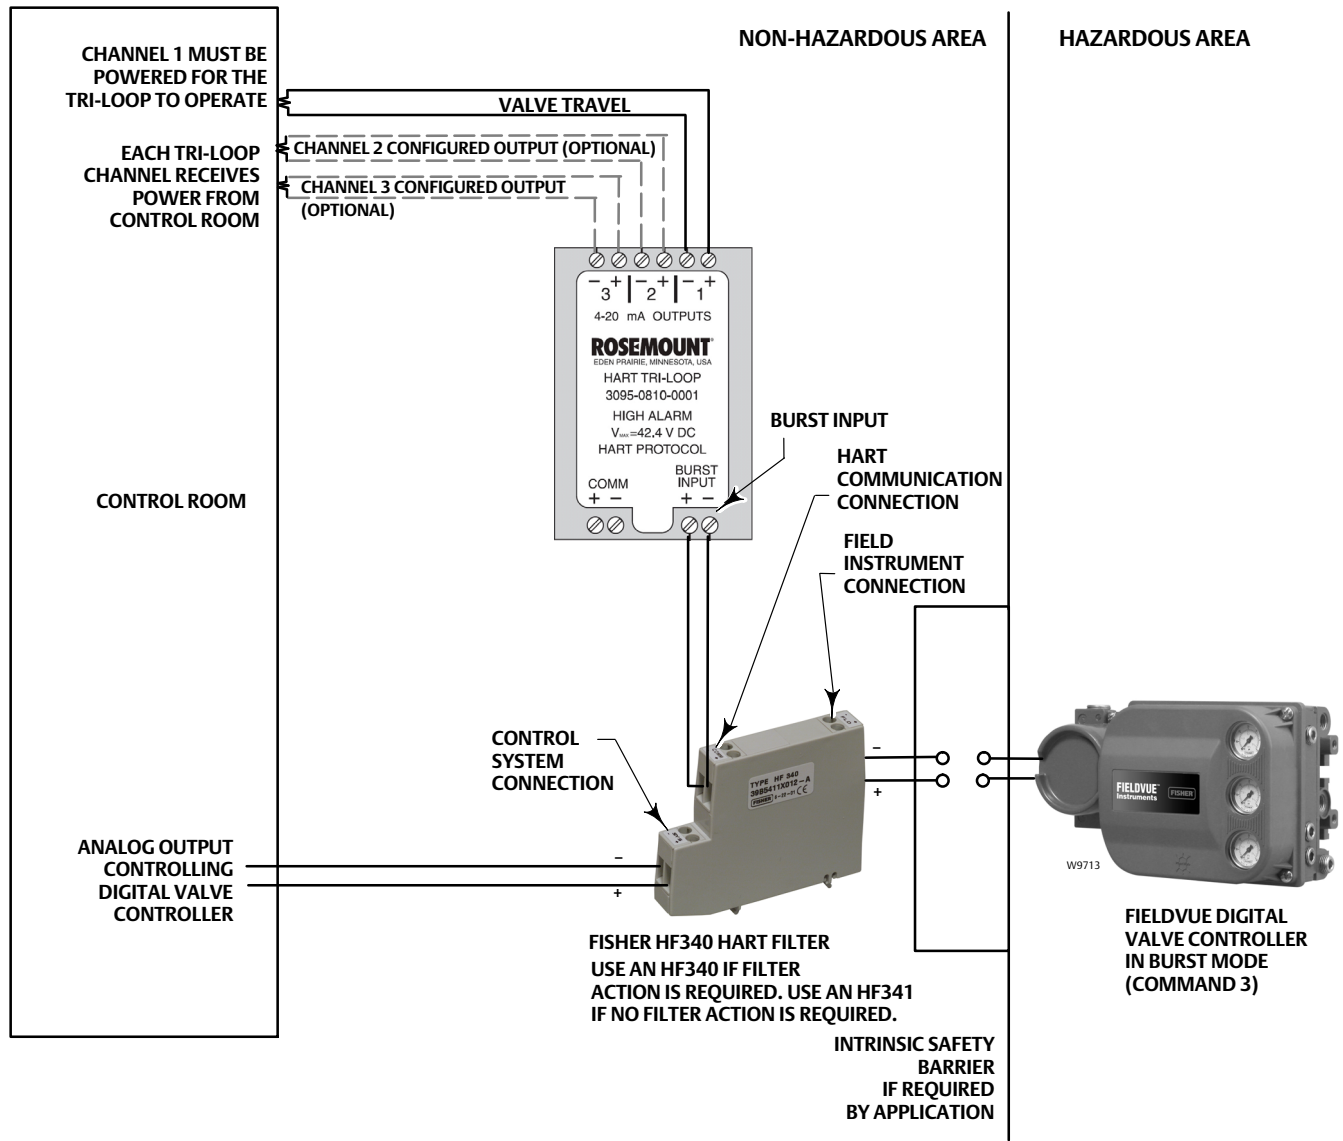 NON-HAZARDOUS AREA
HAZARDOUS AREA
CHANNEL 1 MUST BE
POWERED FOR THE
TRI-LOOP TO OPERATE
VALVE TRAVEL
EACH TRI-LOOP
CHANNEL RECEIVES
POWER FROM
CONTROL ROOM
CHANNEL 2 CONFIGURED OUTPUT (OPTIONAL)
CHANNEL 3 CONFIGURED OUTPUT
(OPTIONAL)
− + − + − +
3 2 1
4-20 mA OUTPUTS
ROSEMOUNT
EDEN PRAIRIE, MINNESOTA, USA
HART TRI-LOOP
3095-0810-0001
HIGH ALARM
VMAX=42.4 V DC
HART PROTOCOL
BURST
INPUT
COMM
+ − + −
BURST INPUT
HART
COMMUNICATION
CONNECTION
CONTROL ROOM
FIELD
INSTRUMENT
CONNECTION
CONTROL
SYSTEM
CONNECTION
TYPE HF 340
39B5411X012-A
FISHER 9-22-01 CE
−
+
FIELDVUE
Instruments
FISHER
W9713
ANALOG OUTPUT
CONTROLLING
DIGITAL VALVE
CONTROLLER
−
+
FISHER HF340 HART FILTER
USE AN HF340 IF FILTER
ACTION IS REQUIRED. USE AN HF341
IF NO FILTER ACTION IS REQUIRED.
FIELDVUE DIGITAL
VALVE CONTROLLER
IN BURST MODE
(COMMAND 3)
INTRINSIC SAFETY
BARRIER
IF REQUIRED
BY APPLICATION